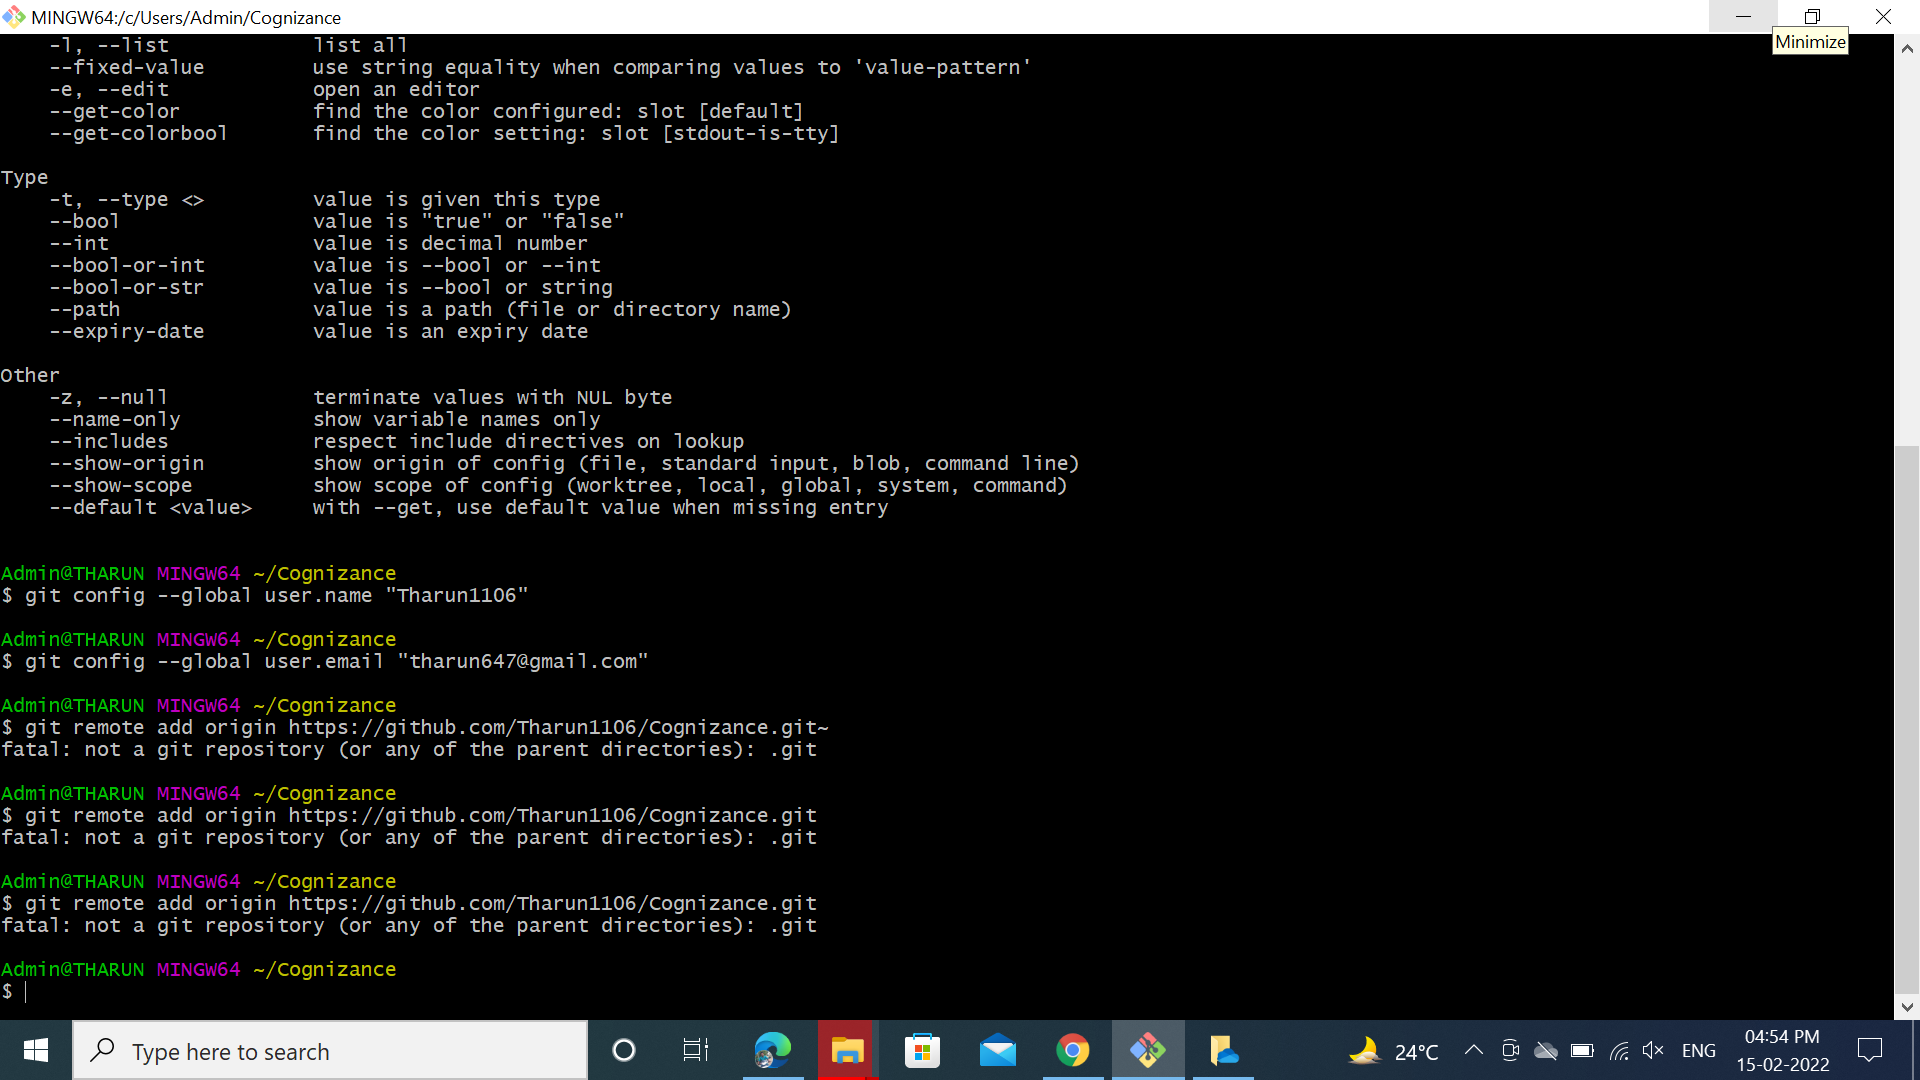 MINGW64:/c/Users/Admin/Cognizance
Minimize
-l, --list list all
--fixed-value use string equality when comparing values to 'value-pattern'
-e, --edit open an editor
--get-color find the color configured: slot [default]
--get-colorbool find the color setting: slot [stdout-is-tty]
Type
-t, --type <> value is given this type
--bool value is "true" or "false"
--int value is decimal number
--bool-or-int value is --bool or --int
--bool-or-str value is --bool or string
--path value is a path (file or directory name)
--expiry-date value is an expiry date
Other
-z, --null terminate values with NUL byte
--name-only show variable names only
--includes respect include directives on lookup
--show-origin show origin of config (file, standard input, blob, command line)
--show-scope show scope of config (worktree, local, global, system, command)
--default <value> with --get, use default value when missing entry
Admin@THARUN MINGW64 ~/Cognizance
$ git config --global user.name "Tharun1106"
Admin@THARUN MINGW64 ~/Cognizance
$ git config --global user.email "tharun647@gmail.com"
Admin@THARUN MINGW64 ~/Cognizance
$ git remote add origin https://github.com/Tharun1106/Cognizance.git~
fatal: not a git repository (or any of the parent directories): .git
Admin@THARUN MINGW64 ~/Cognizance
$ git remote add origin https://github.com/Tharun1106/Cognizance.git
fatal: not a git repository (or any of the parent directories): .git
Admin@THARUN MINGW64 ~/Cognizance
$ git remote add origin https://github.com/Tharun1106/Cognizance.git
fatal: not a git repository (or any of the parent directories): .git
Admin@THARUN MINGW64 ~/Cognizance
$
Type here to search
24°C
ENG
04:54 PM
15-02-2022